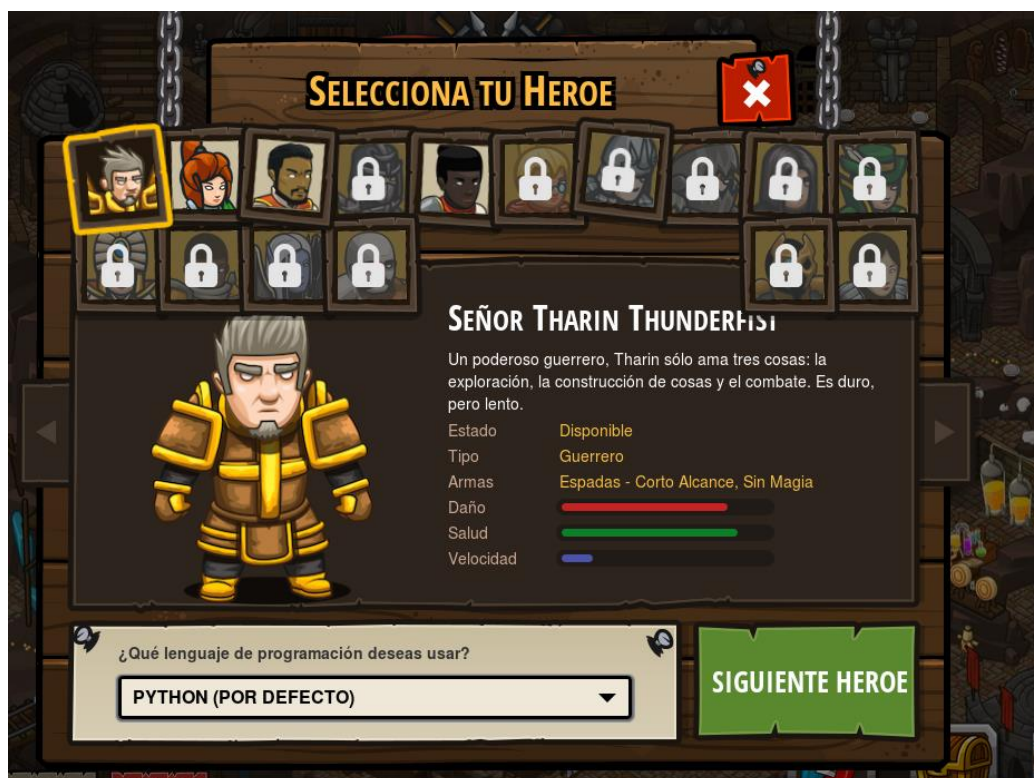 SELECCIONA TU HEROE
SEÑOR THARIN THUNDERFIST
Un poderoso guerrero, Tharin sólo ama tres cosas: la
exploración, la construcción de cosas y el combate. Es duro,
pero lento.
Estado Disponible
Tipo Guerrero
Armas Espadas - Corto Alcance, Sin Magia
Daño
Salud
Velocidad
¿Qué lenguaje de programación deseas usar?
PYTHON (POR DEFECTO)
SIGUIENTE HEROE